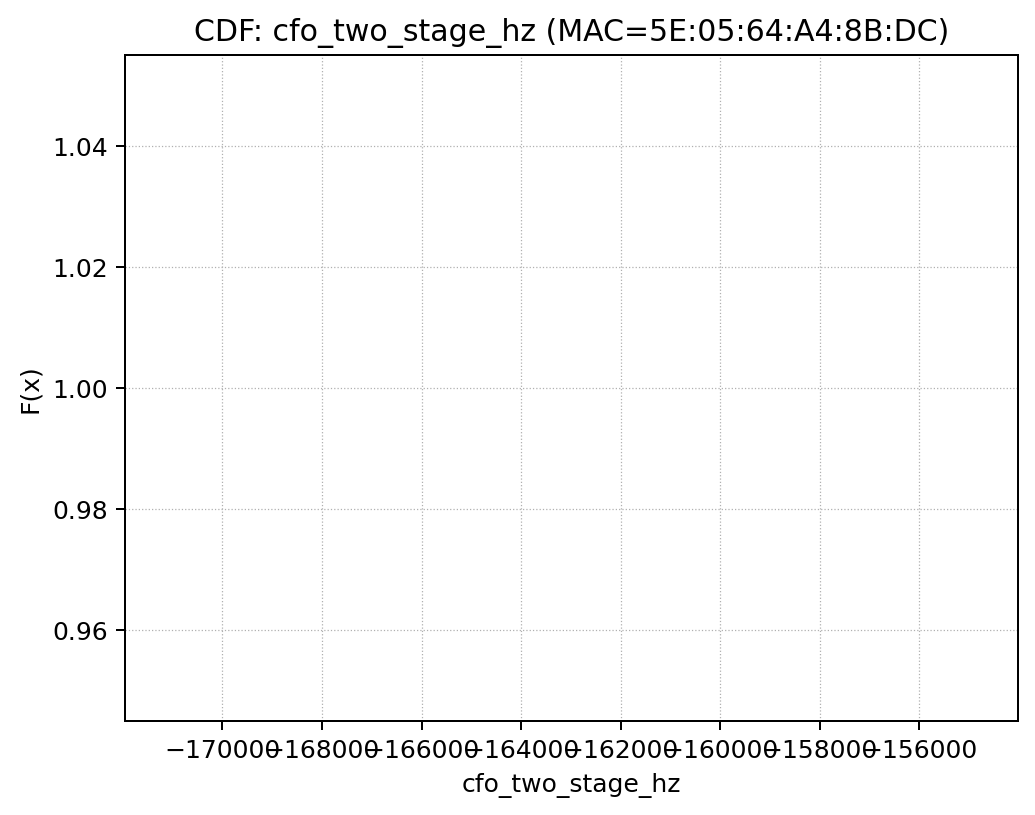 CDF: cfo_two_stage_hz (MAC=5E:05:64:A4:8B:DC)
F(x)
1.04
1.02
1.00
0.98
0.96
−170000 −168000 −166000 −164000 −162000 −160000 −158000 −156000
cfo_two_stage_hz